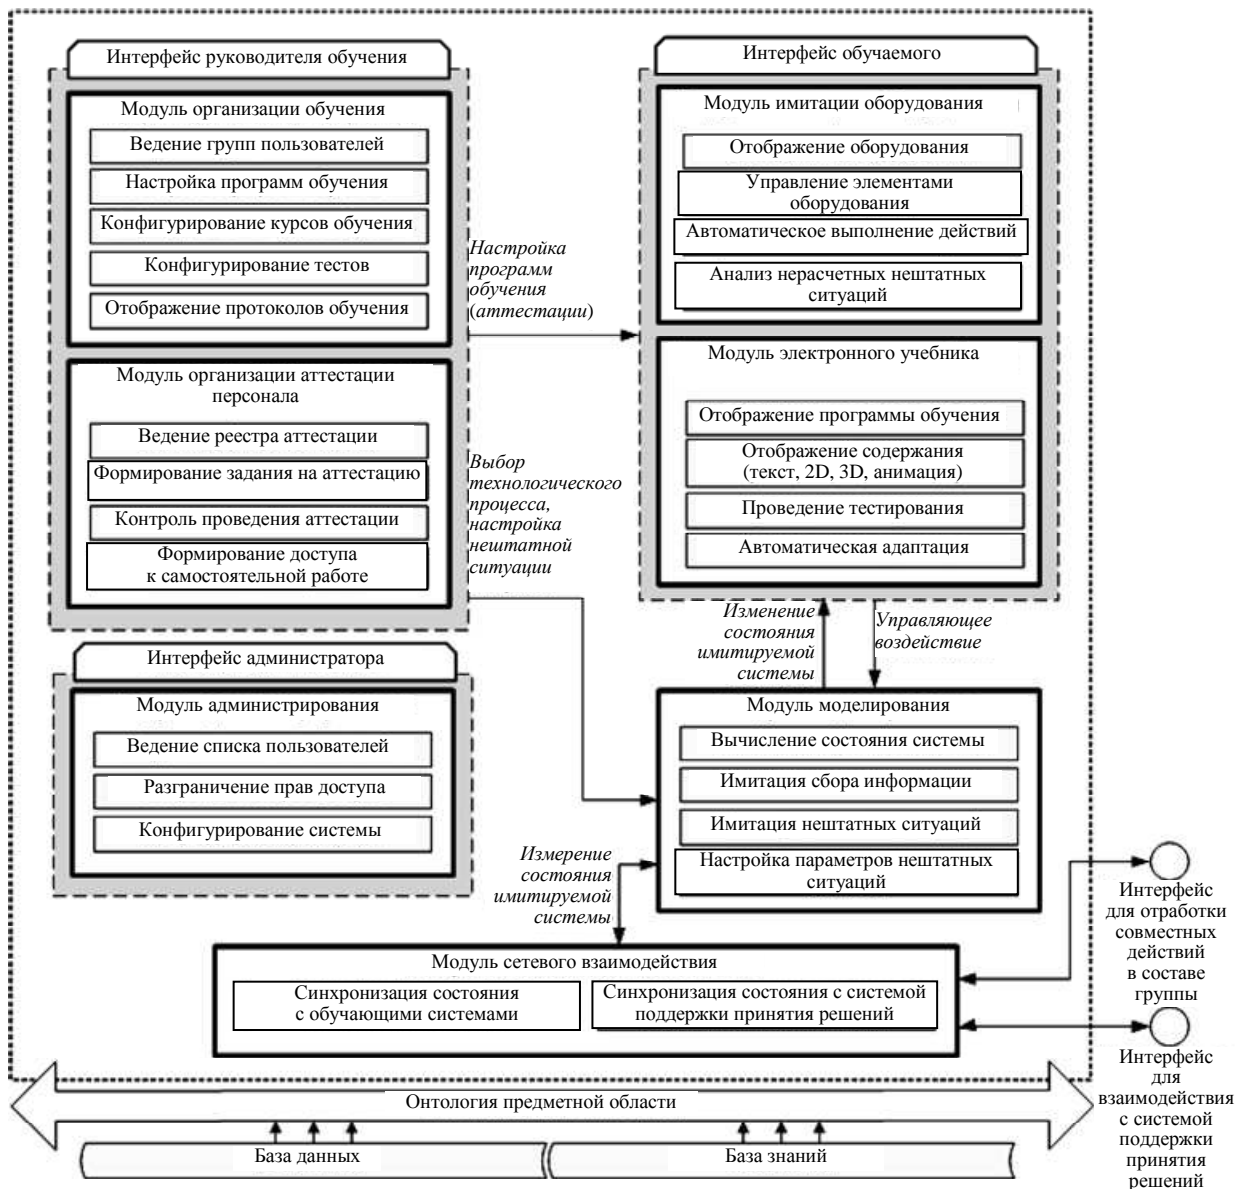 Интерфейс руководителя обучения
Модуль организации обучения
Ведение групп пользователей
Настройка программ обучения
Конфигурирование курсов обучения
Конфигурирование тестов
Отображение протоколов обучения
Модуль организации аттестации
персонала
Ведение реестра аттестации
Формирование задания на аттестацию
Контроль проведения аттестации
Формирование доступа
к самостоятельной работе
Интерфейс администратора
Модуль администрирования
Ведение списка пользователей
Разграничение прав доступа
Конфигурирование системы
Настройка
программ
обучения
(аттестации)
Выбор
технологического
процесса,
настройка
нештатной
ситуации
Интерфейс обучаемого
Модуль имитации оборудования
Отображение оборудования
Управление элементами
оборудования
Автоматическое выполнение действий
Анализ нерасчетных нештатных
ситуаций
Модуль электронного учебника
Отображение программы обучения
Отображение содержания
(текст, 2D, 3D, анимация)
Проведение тестирования
Автоматическая адаптация
Изменение
состояния
имитируемой
системы
Управляющее
воздействие
Модуль моделирования
Вычисление состояния системы
Имитация сбора информации
Имитация нештатных ситуаций
Настройка параметров нештатных
ситуаций
Измерение
состояния
имитируемой
системы
Модуль сетевого взаимодействия
Синхронизация состояния
с обучающими системами
Синхронизация состояния с системой
поддержки принятия решений
Интерфейс
для отработки
совместных
действий
в составе
группы
Интерфейс
для
взаимодействия
с системой
поддержки
принятия
решений
Онтология предметной области
База данных
База знаний